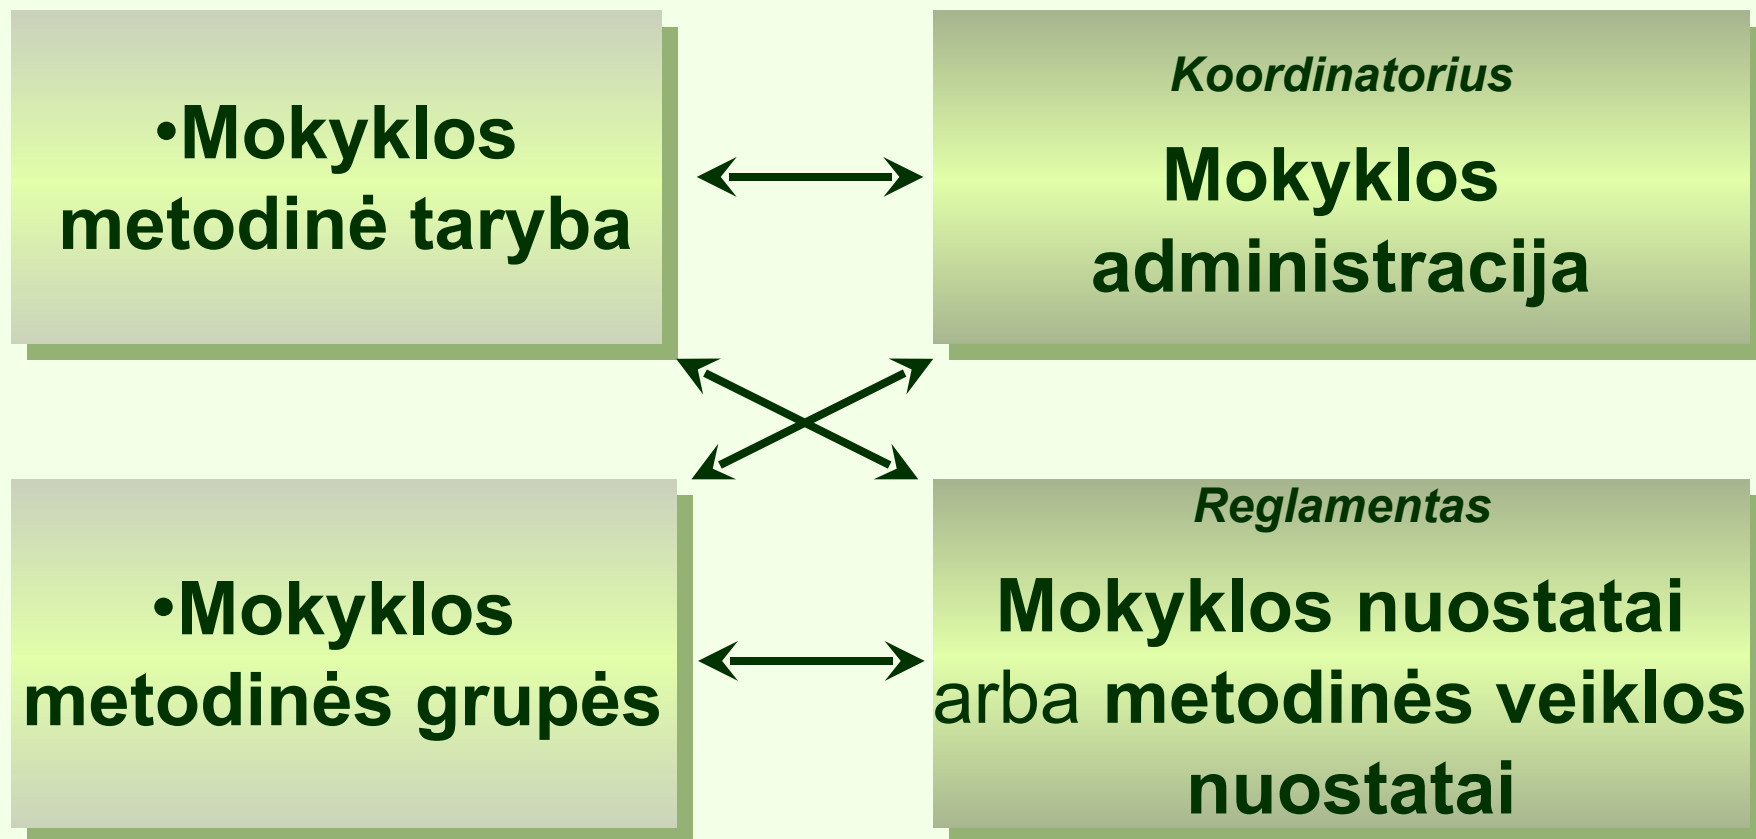 •Mokyklos
metodinė taryba
Koordinatorius
Mokyklos
administracija
•Mokyklos
metodinės grupės
Reglamentas
Mokyklos nuostatai
arba metodinės veiklos
nuostatai